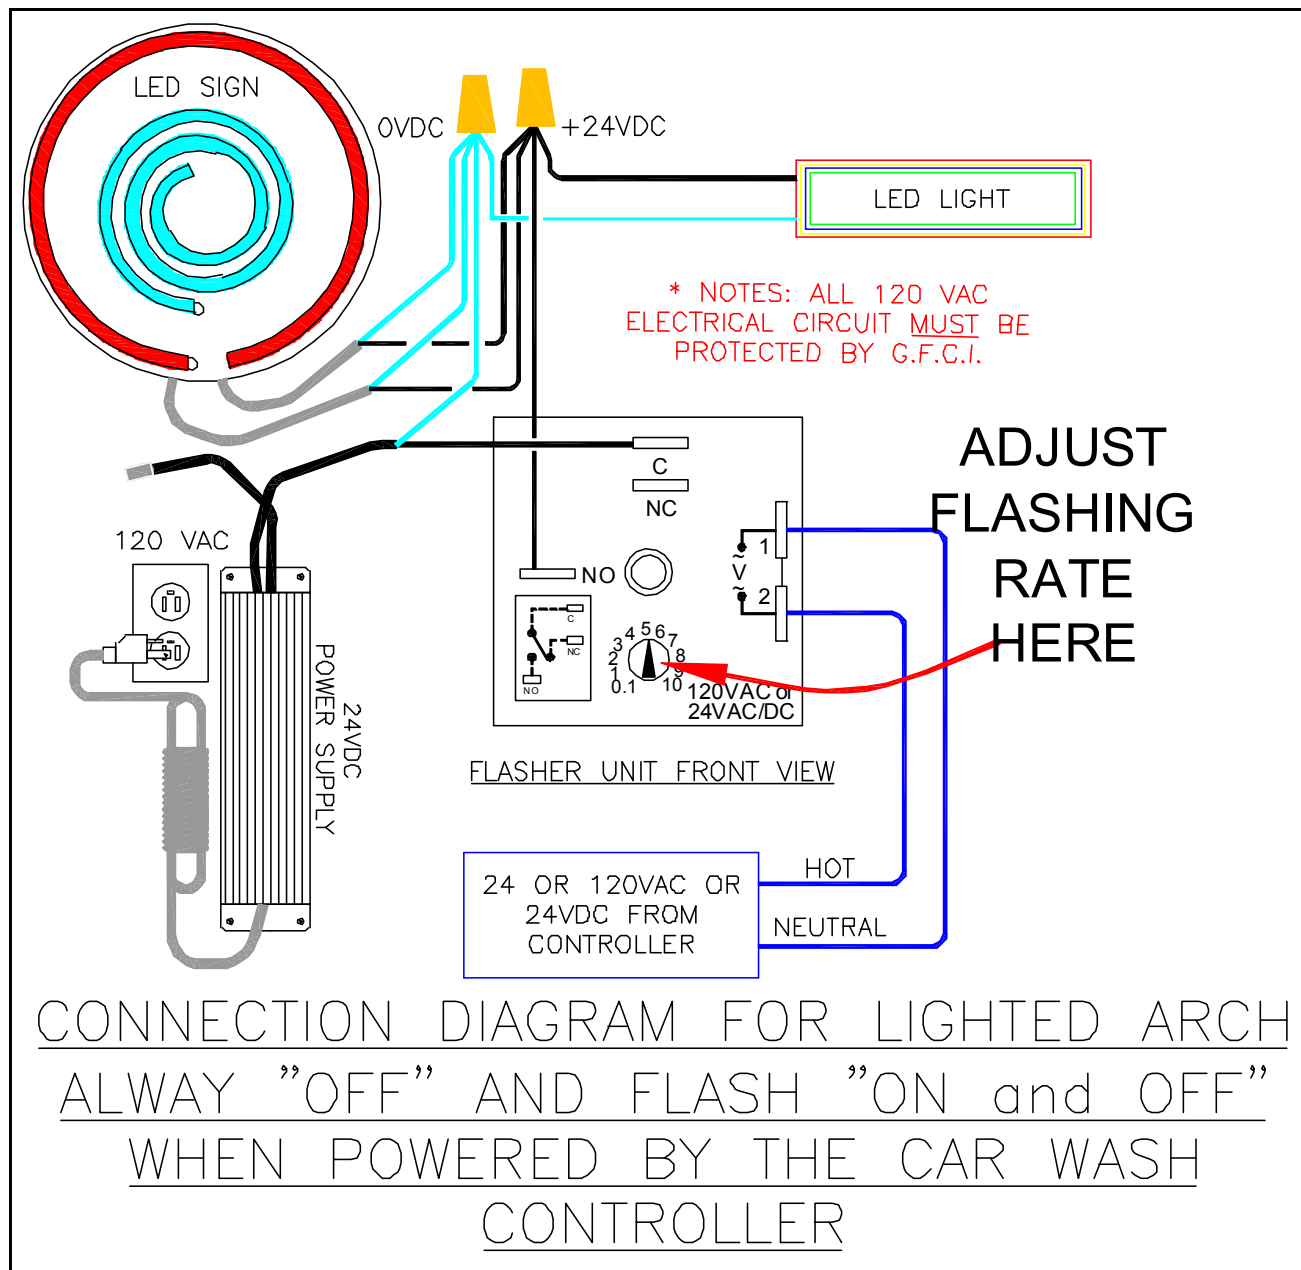 LED SIGN
0VDC
+24VDC
LED LIGHT
* NOTES: ALL 120 VAC
ELECTRICAL CIRCUIT MUST BE
PROTECTED BY G.F.C.I.
ADJUST
FLASHING
RATE
HERE
C
NC
120 VAC
NO
1
~
V
~
2
C
NC
NO
0.1
1
2
3
4
5
6
7
8
9
10
120VAC or
24VAC/DC
24VDC
POWER SUPPLY
FLASHER UNIT FRONT VIEW
24 OR 120VAC OR
24VDC FROM
CONTROLLER
HOT
NEUTRAL
CONNECTION DIAGRAM FOR LIGHTED ARCH
ALWAY ”OFF” AND FLASH ”ON and OFF”
WHEN POWERED BY THE CAR WASH
CONTROLLER